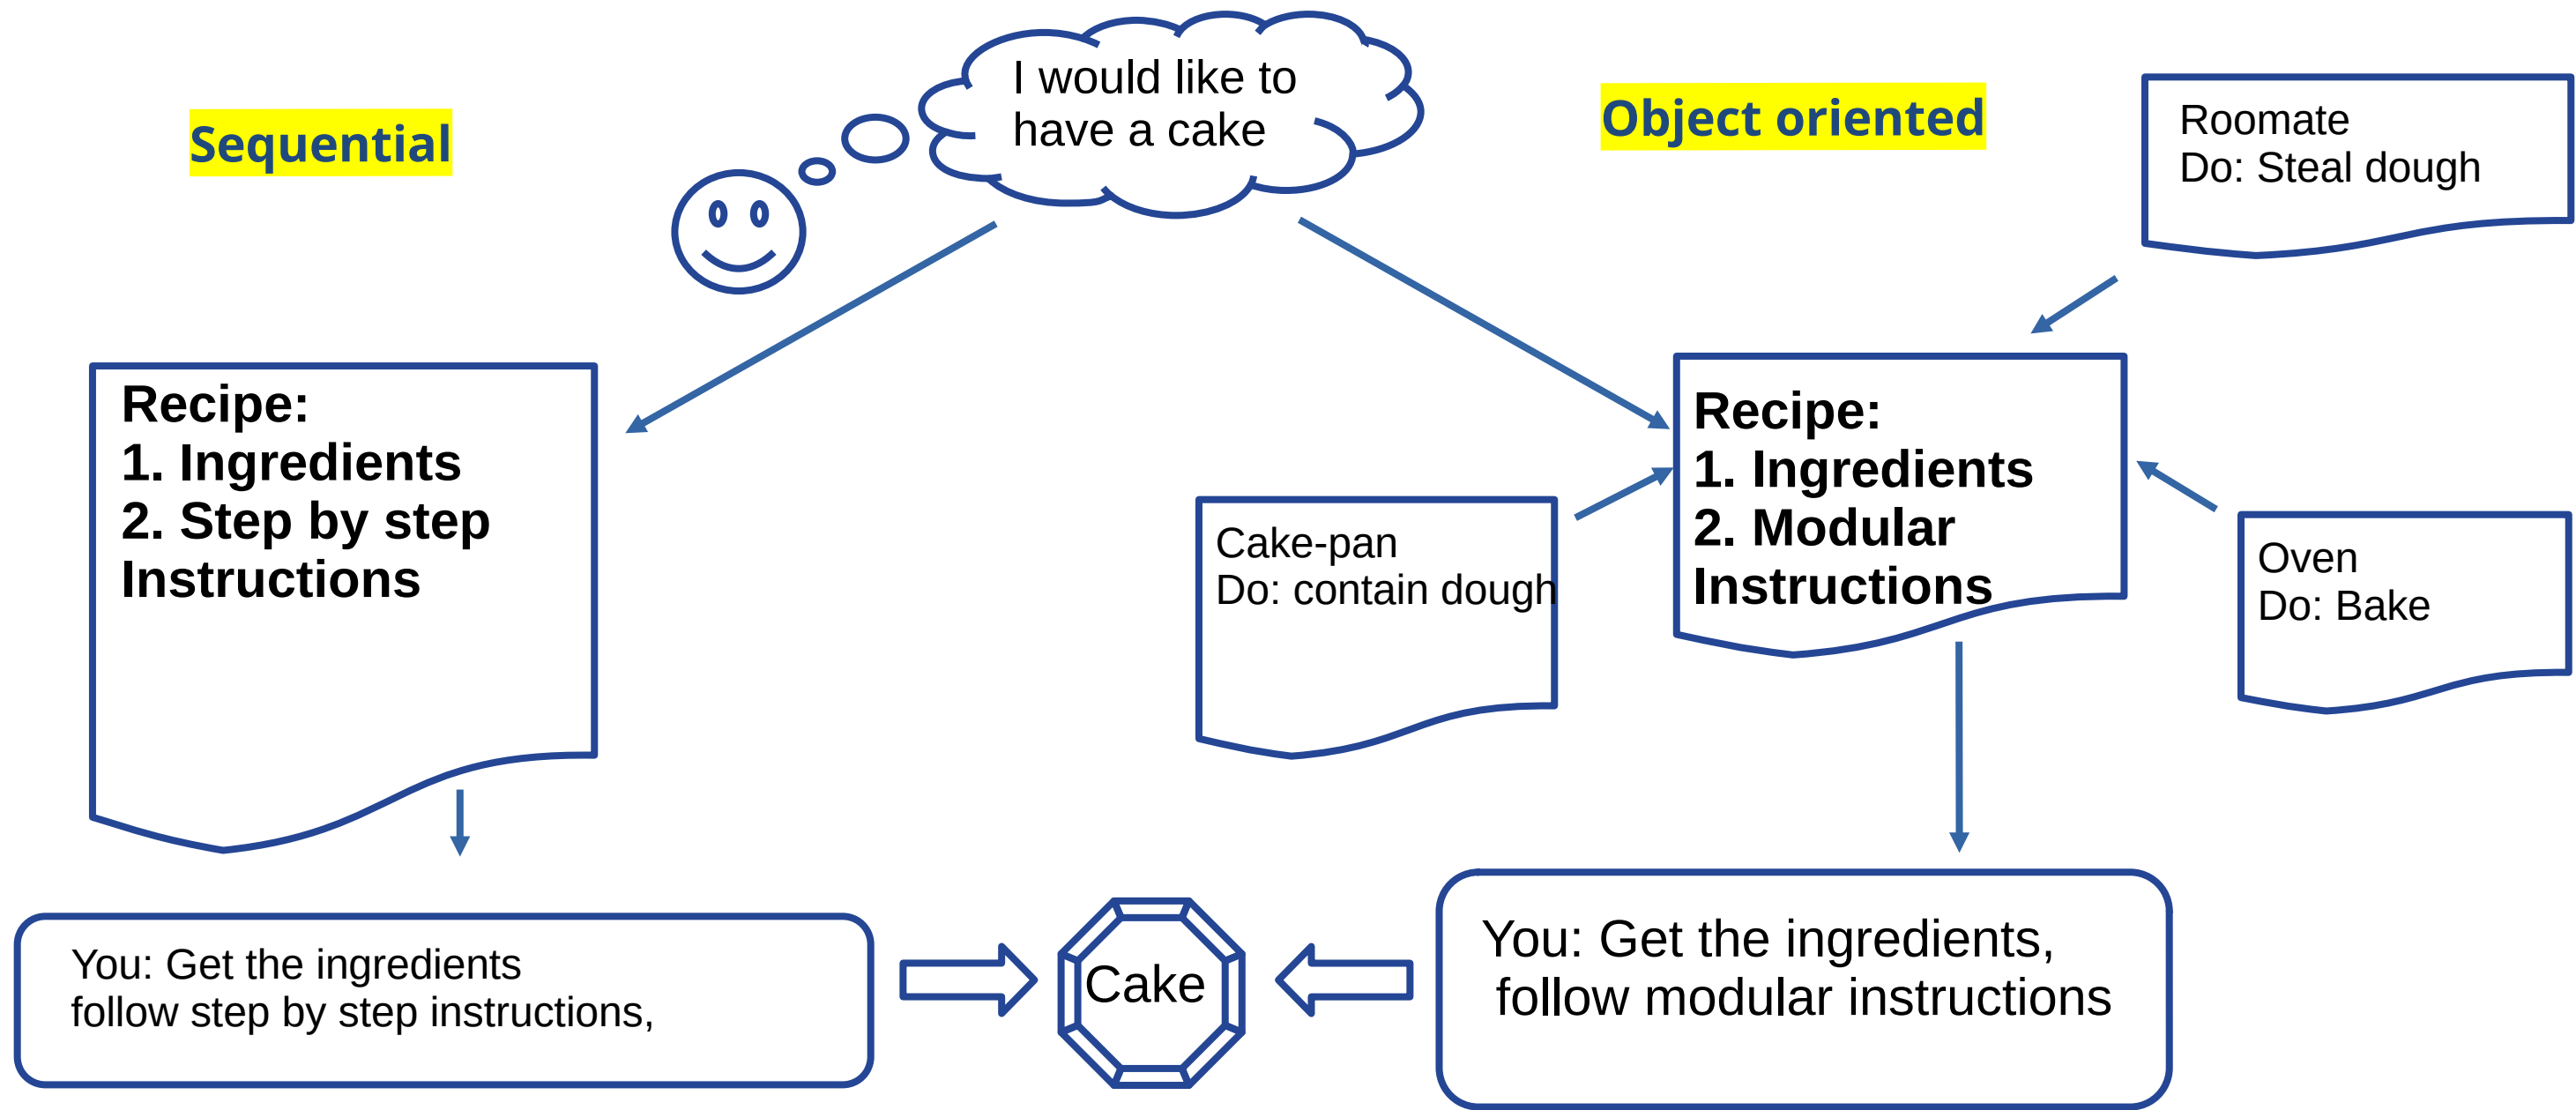 I would like to
have a cake
Sequential
Object oriented
Roomate
Do: Steal dough
Recipe:
1. Ingredients
2. Step by step
Instructions
Recipe:
1. Ingredients
2. Modular
Instructions
Cake-pan
Do: contain dough
Oven
Do: Bake
You: Get the ingredients
follow step by step instructions,
Cake
You: Get the ingredients,
follow modular instructions